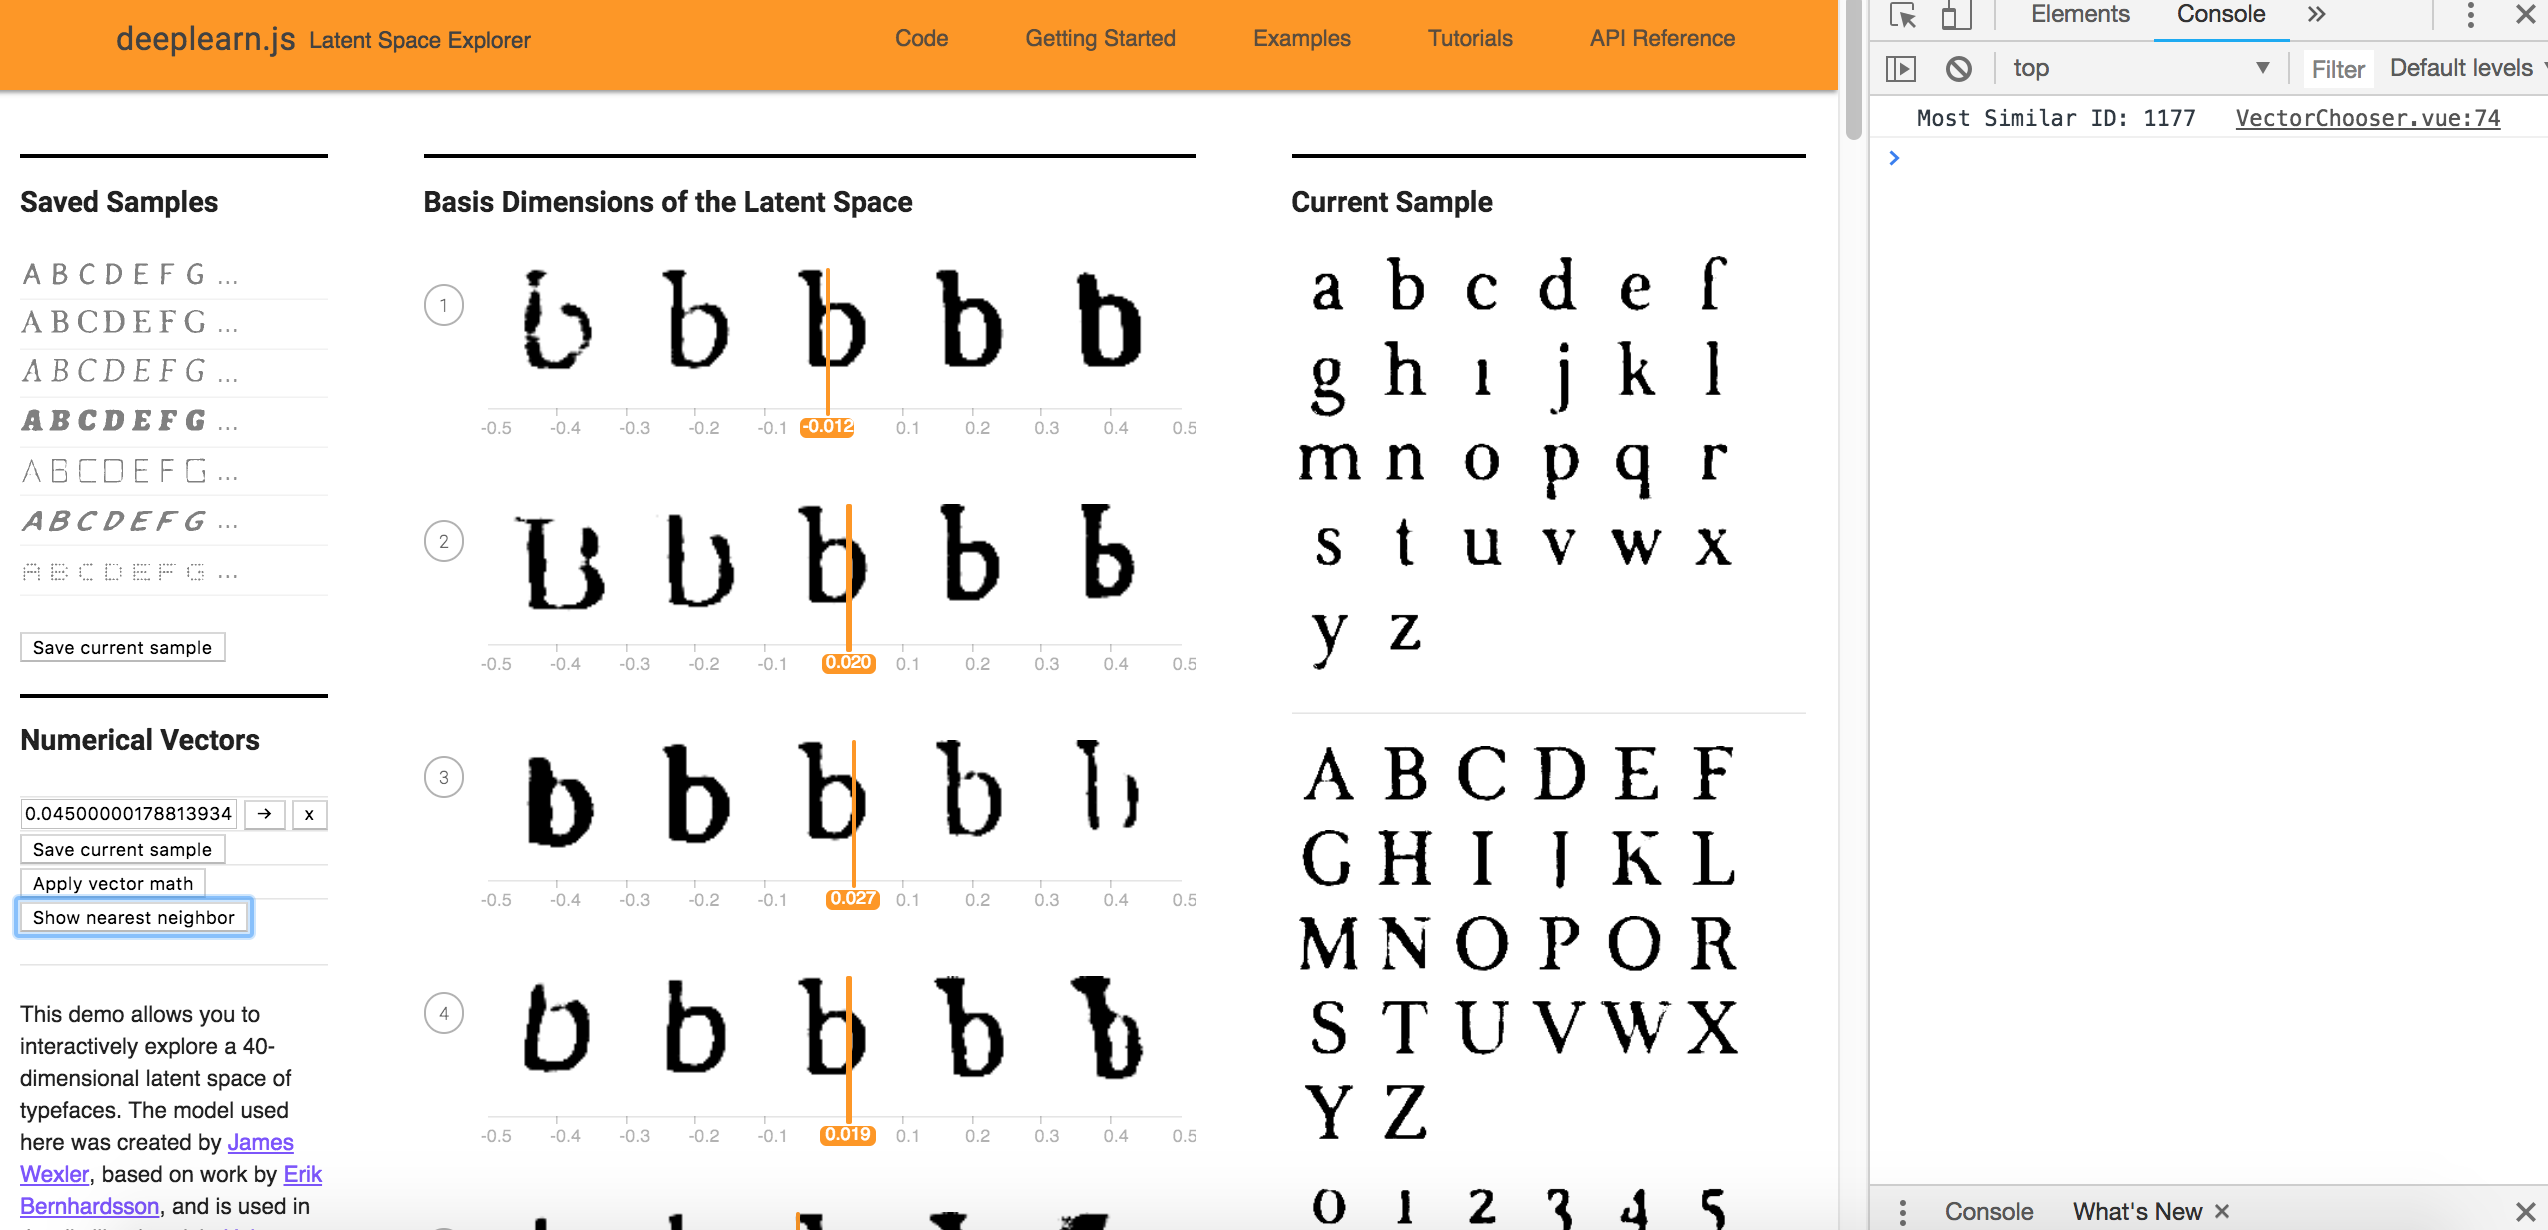 deeplearn.js Latent Space Explorer
Code Getting Started Examples Tutorials API Reference
Saved Samples
A B C D E F G ...
A B C D E F G ...
A B C D E F G ...
A B C D E F G ...
A B C D E F G ...
A B C D E F G ...
A B C D E F G ...
Save current sample
Numerical Vectors
0.04500000178813934 → x
Save current sample
Apply vector math
Show nearest neighbor
This demo allows you to
interactively explore a 40-
dimensional latent space of
typefaces. The model used
here was created by James
Wexler, based on work by Erik
Bernhardsson, and is used in
Basis Dimensions of the Latent Space
1
b b b b b
-0.5 -0.4 -0.3 -0.2 -0.1 -0.012 0.1 0.2 0.3 0.4 0.5
2
b b b b b
-0.5 -0.4 -0.3 -0.2 -0.1 0.020 0.1 0.2 0.3 0.4 0.5
3
b b b b b
-0.5 -0.4 -0.3 -0.2 -0.1 0.027 0.1 0.2 0.3 0.4 0.5
4
b b b b b
-0.5 -0.4 -0.3 -0.2 -0.1 0.019 0.1 0.2 0.3 0.4 0.5
Current Sample
a b c d e f
g h ı j k l
m n o p q r
s t u v w x
y z
A B C D E F
G H I J K L
M N O P O R
S T U V W X
Y Z
0 1 2 3 4 5
Elements Console »
top Filter Default levels
Most Similar ID: 1177 VectorChooser.vue:74
>
Console What's New ×